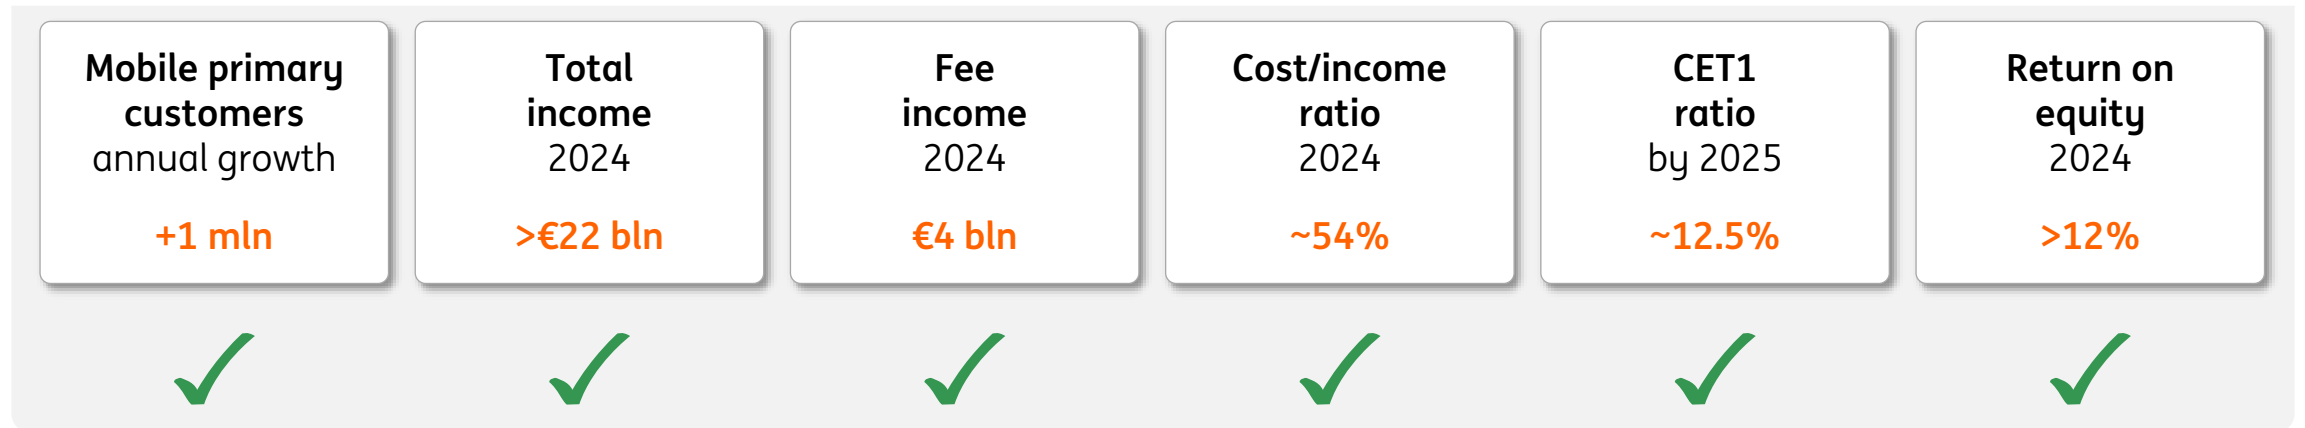 Mobile primary
customers
annual growth
+1 mln
Total
income
2024
>€22 bln
Fee
income
2024
€4 bln
Cost/income
ratio
2024
~54%
CET1
ratio
by 2025
~12.5%
Return on
equity
2024
>12%